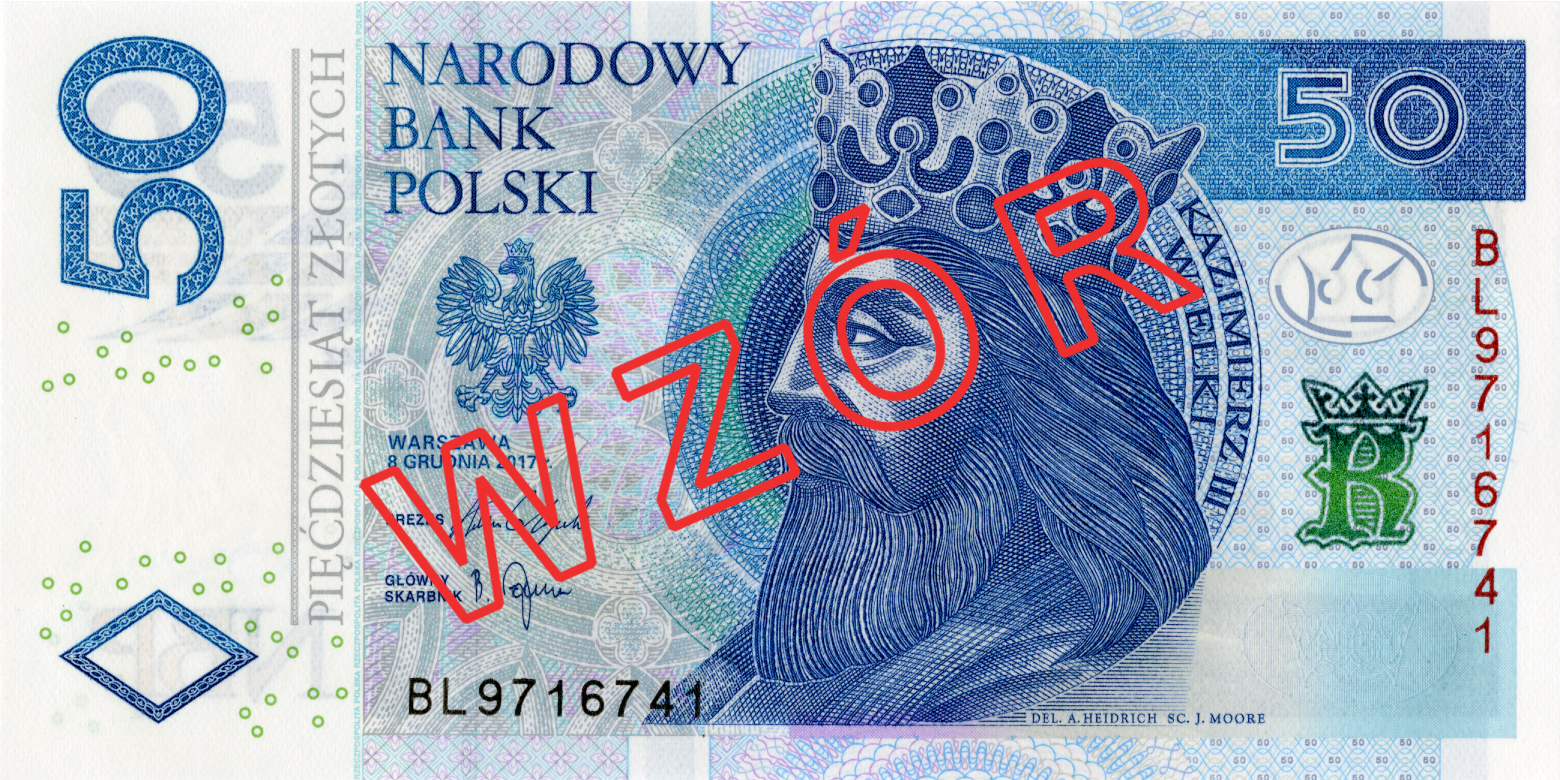 50
PIĘĆDZIESIĄT ZŁOTYCH
NARODOWY
BANK
POLSKI
50
KAZIMIERZ III
WIELKI
WARSZAWA
8 GRUDNIA 2017 r.
PREZES
GŁÓWNY
SKARBNIK
WZÓR
BL9716741
BL9716741
DEL. A.HEIDRICH SC. J. MOORE